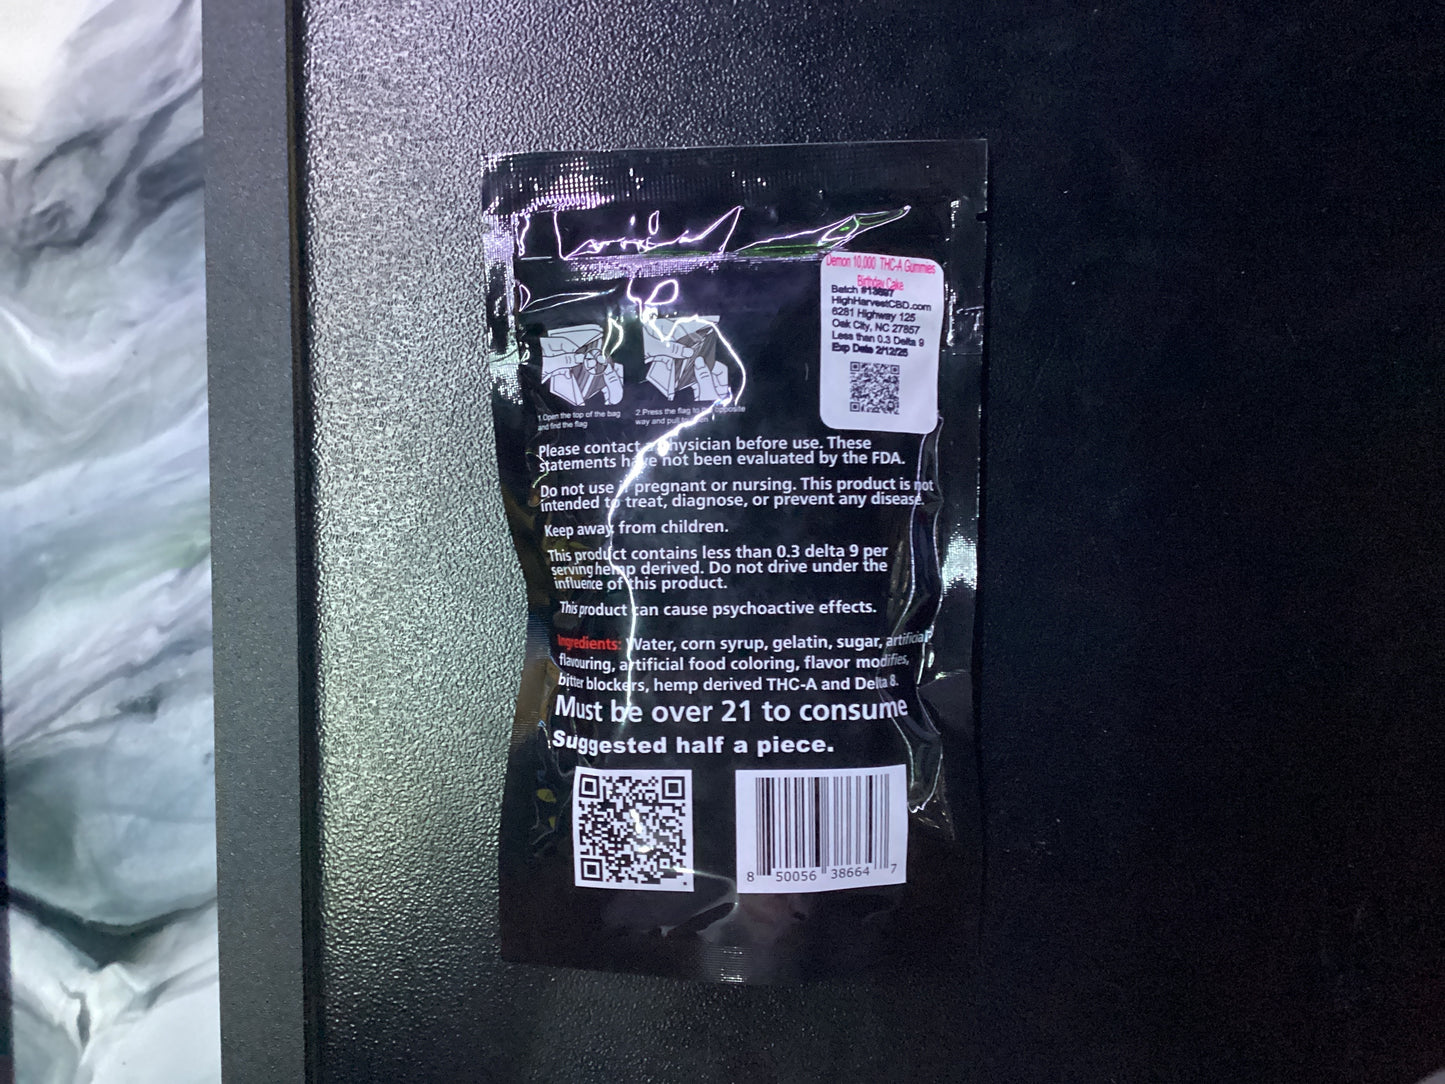 Demon 10,000 THC-A Gummies
Birthday Cake
Batch #13697
HighHarvestCBD.com
6281 Highway 125
Oak City, NC 27857
Less than 0.3 Delta 9
Exp Date 2/12/25
1.Open the top of the bag
and find the flag
2.Press the flag to opposite
way and pull
Please contact a physician before use. These
statements have not been evaluated by the FDA.
Do not use if pregnant or nursing. This product is not
intended to treat, diagnose, or prevent any disease.
Keep away from children.
This product contains less than 0.3 delta 9 per
serving hemp derived. Do not drive under the
influence of this product.
This product can cause psychoactive effects.
Ingredients: Water, corn syrup, gelatin, sugar, artificial
flavouring, artificial food coloring, flavor modifies,
bitter blockers, hemp derived THC-A and Delta 8.
Must be over 21 to consume
Suggested half a piece.
8 50056 38664 7